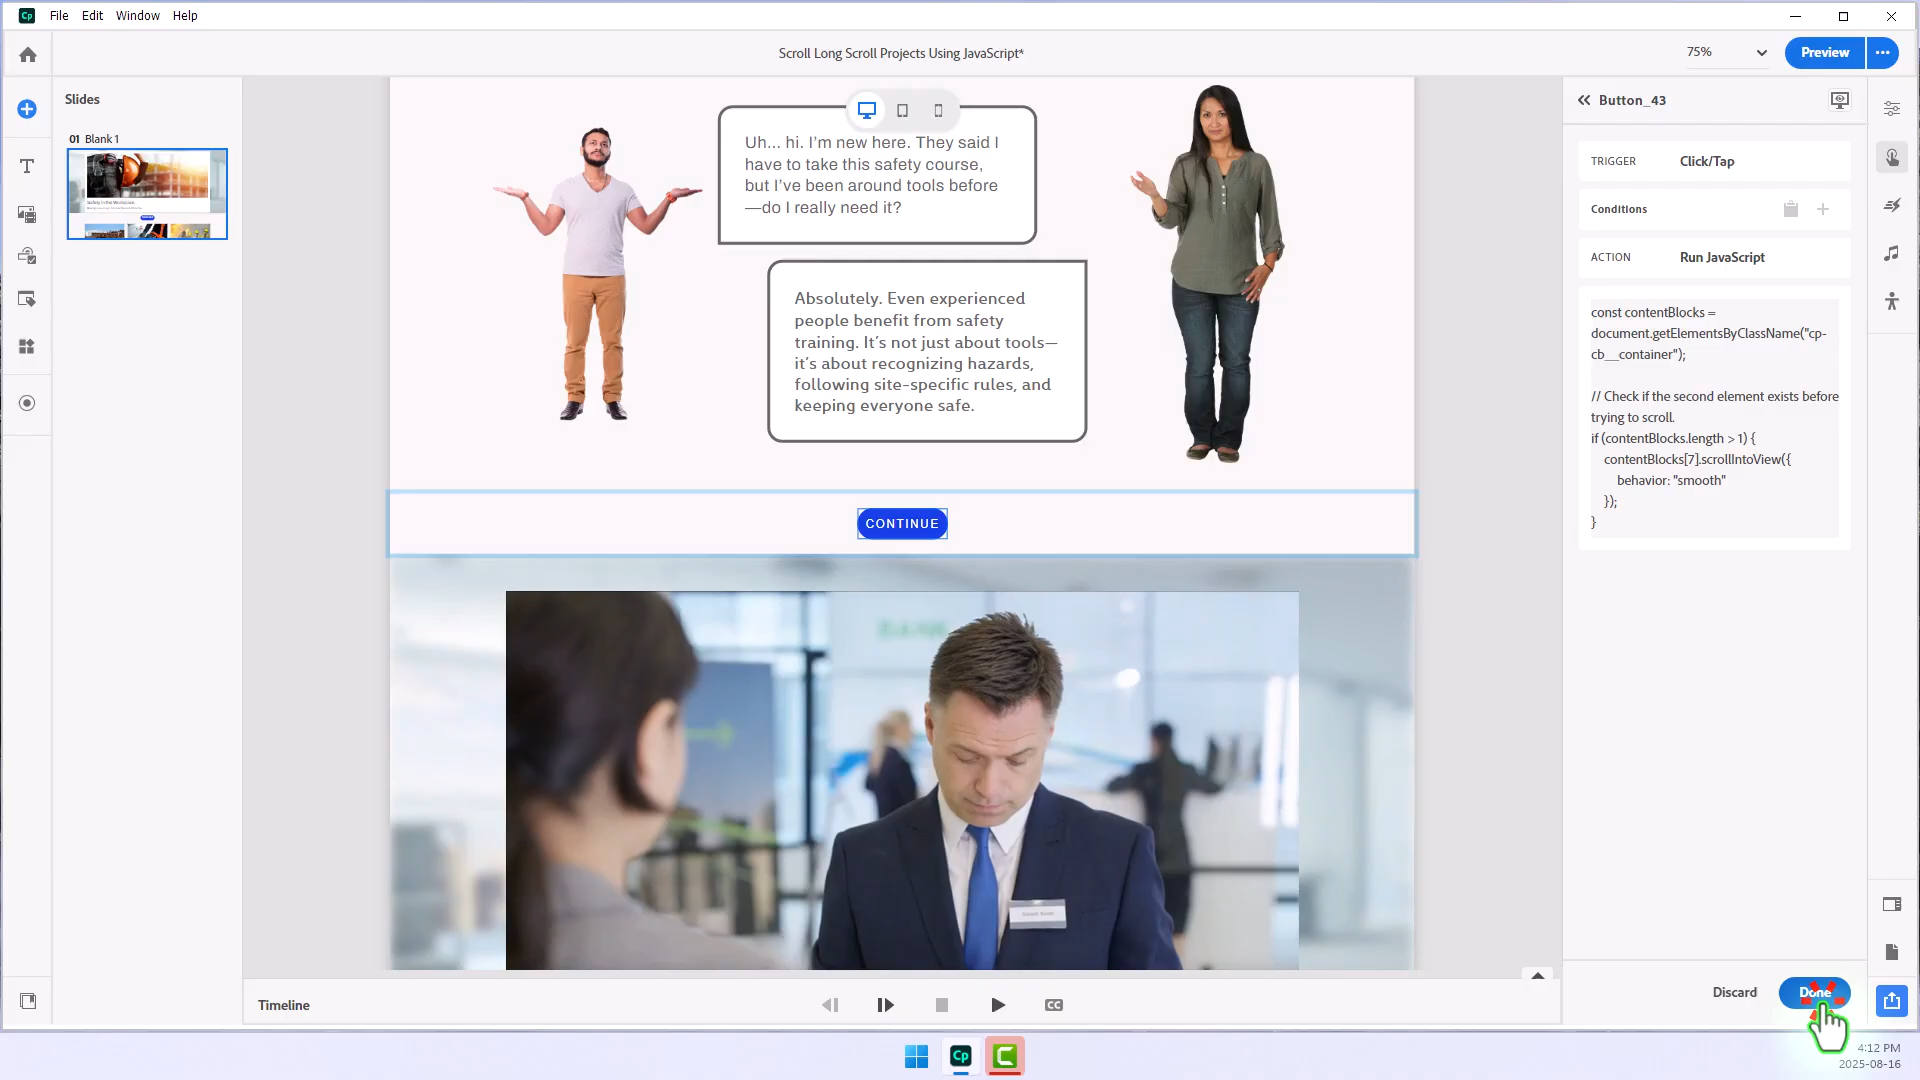 Cp File Edit Window Help
Scroll Long Scroll Projects Using JavaScript*
75%
Preview
Slides
01 Blank 1
Uh... hi. I'm new here. They said I
have to take this safety course,
but I've been around tools before
—do I really need it?
Absolutely. Even experienced
people benefit from safety
training. It's not just about tools—
it's about recognizing hazards,
following site-specific rules, and
keeping everyone safe.
CONTINUE
BANK
Button_43
TRIGGER Click/Tap
Conditions
ACTION Run JavaScript
const contentBlocks =
document.getElementsByClassName("cp-
cb__container");
// Check if the second element exists before
trying to scroll.
if (contentBlocks.length > 1) {
contentBlocks[7].scrollIntoView({
behavior: "smooth"
});
}
Discard Done
Timeline
CC
Cp
4:12 PM
2025-08-16